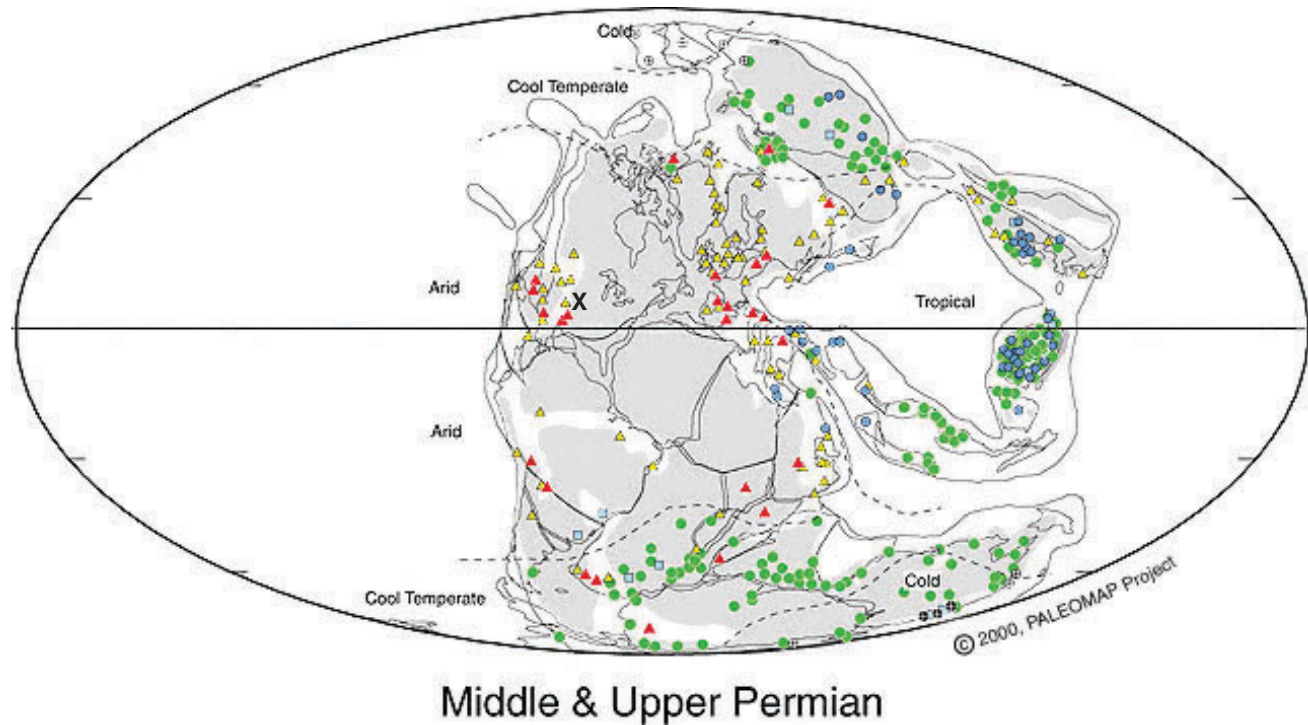 Cold
Cool Temperate
Arid
X
Tropical
Arid
Cold
Cool Temperate
© 2000, PALEOMAP Project
Middle & Upper Permian